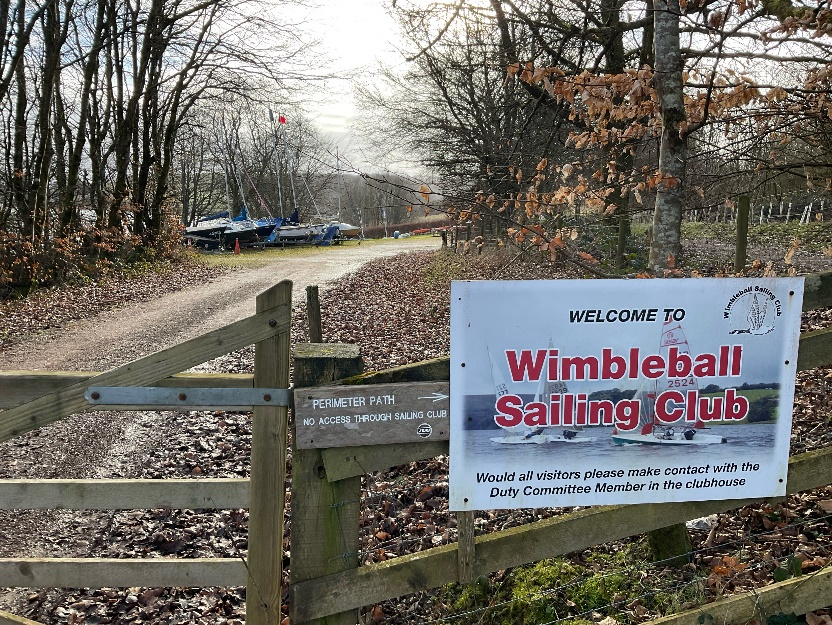 PERIMETER PATH
NO ACCESS THROUGH SAILING CLUB
WELCOME TO
Wimbleball Sailing Club
Wimbleball
Sailing Club
2524
Would all visitors please make contact with the
Duty Committee Member in the clubhouse